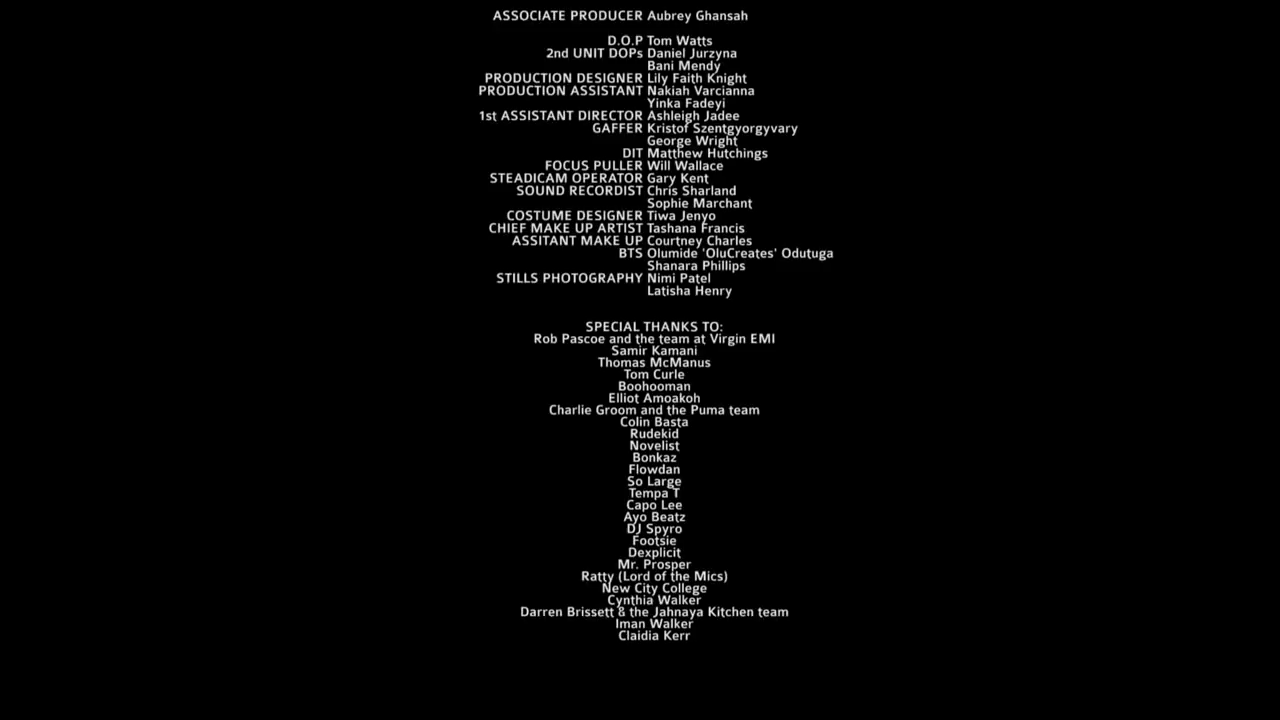 ASSOCIATE PRODUCER Aubrey Ghansah
D.O.P Tom Watts
2nd UNIT DOPs Daniel Jurzyna
Bani Mendy
PRODUCTION DESIGNER Lily Faith Knight
PRODUCTION ASSISTANT Nakiah Varcianna
Yinka Fadeyi
1st ASSISTANT DIRECTOR Ashleigh Jadee
GAFFER Kristof Szentgyorgyvary
George Wright
DIT Matthew Hutchings
FOCUS PULLER Will Wallace
STEADICAM OPERATOR Gary Kent
SOUND RECORDIST Chris Sharland
Sophie Marchant
COSTUME DESIGNER Tiwa Jenyo
CHIEF MAKE UP ARTIST Tashana Francis
ASSITANT MAKE UP Courtney Charles
BTS Olumide 'OluCreates' Odutuga
Shanara Phillips
STILLS PHOTOGRAPHY Nimi Patel
Latisha Henry
SPECIAL THANKS TO:
Rob Pascoe and the team at Virgin EMI
Samir Kamani
Thomas McManus
Tom Curle
Boohooman
Elliot Amoakoh
Charlie Groom and the Puma team
Colin Basta
Rudekid
Novelist
Bonkaz
Flowdan
So Large
Tempa T
Capo Lee
Ayo Beatz
DJ Spyro
Footsie
Dexplicit
Mr. Prosper
Ratty (Lord of the Mics)
New City College
Cynthia Walker
Darren Brissett & the Jahnaya Kitchen team
Iman Walker
Claidia Kerr